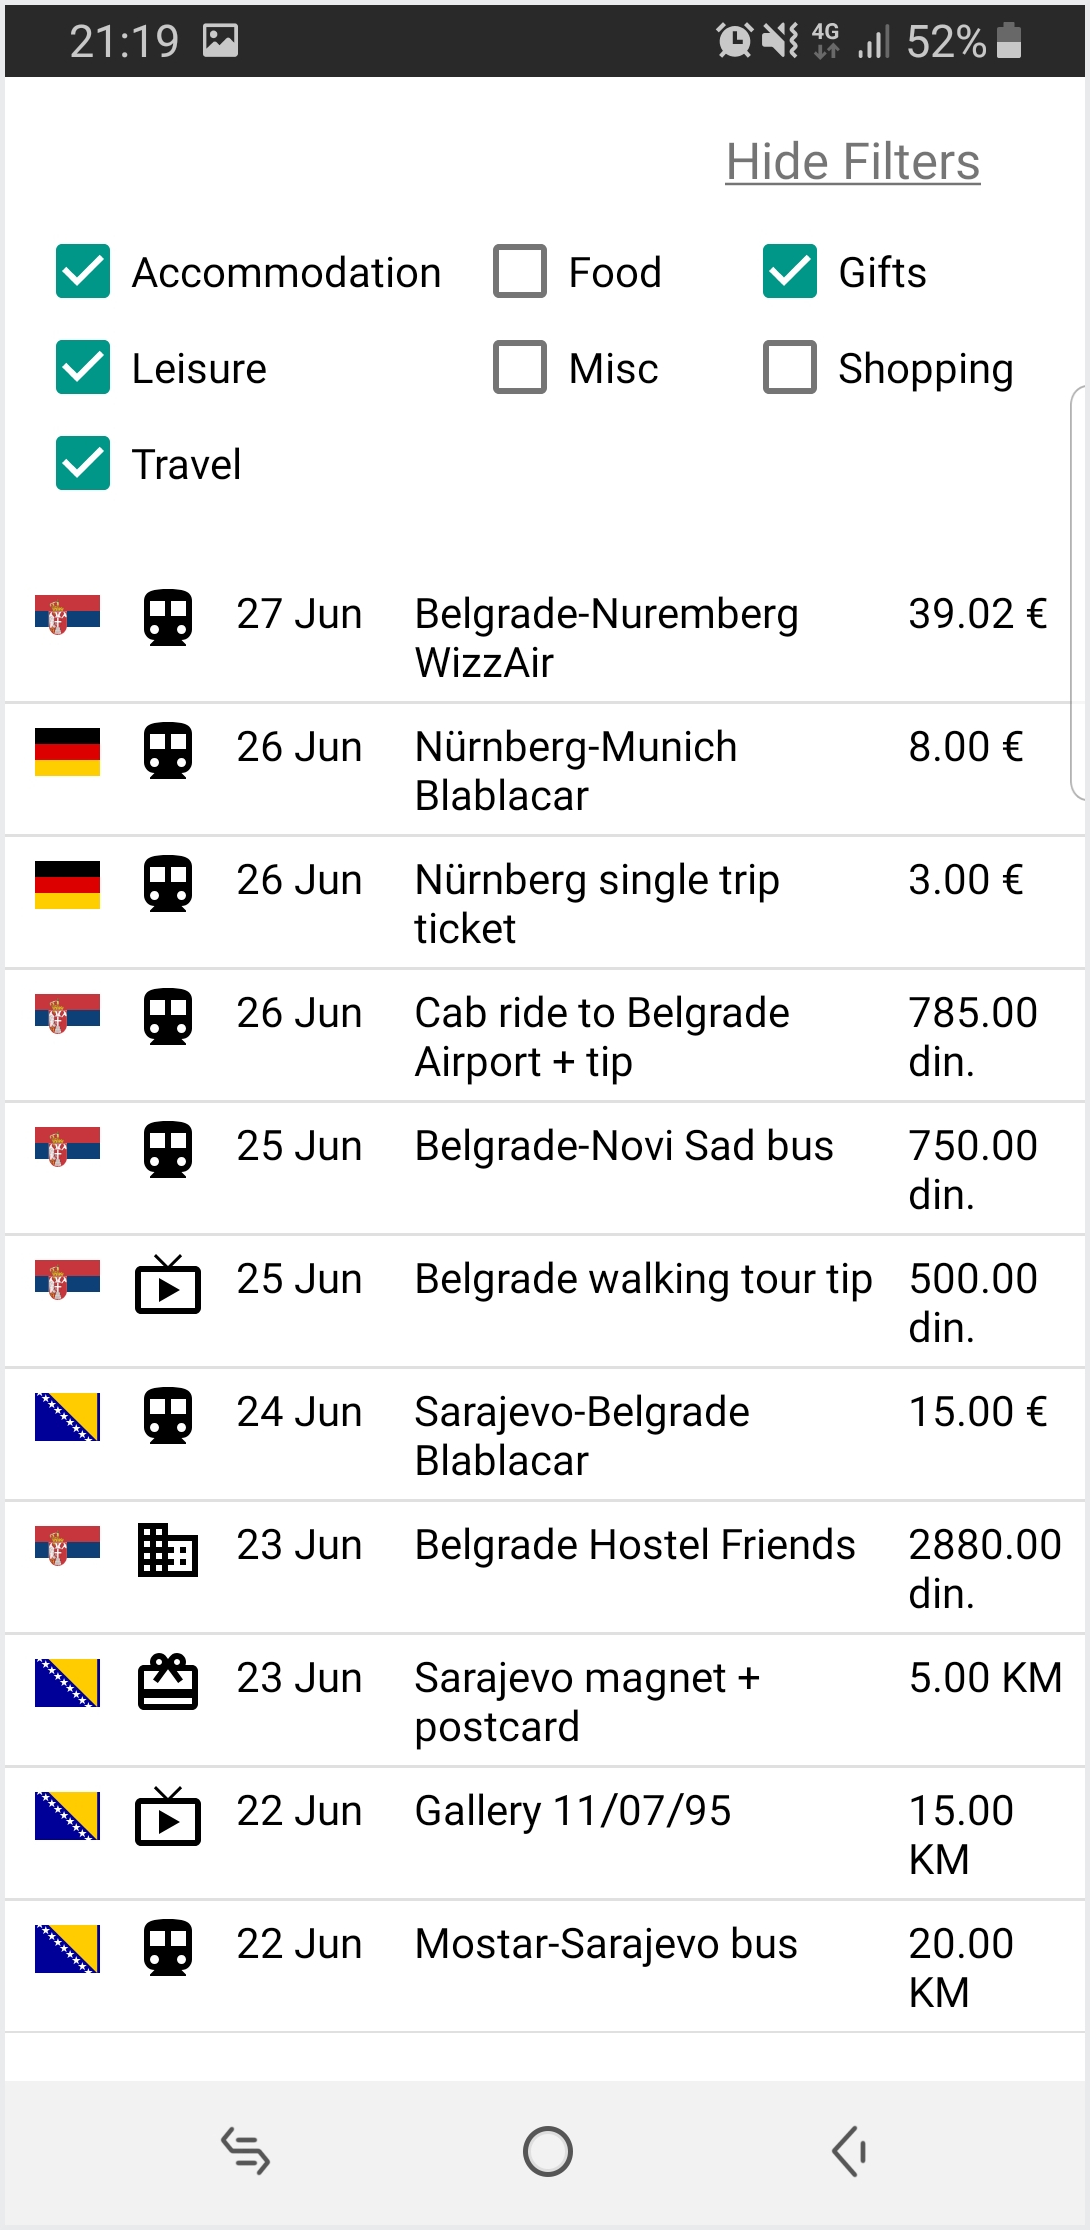 21:19 4G 52%
Hide Filters
Accommodation Food Gifts
Leisure Misc Shopping
Travel
27 Jun Belgrade-Nuremberg 39.02 €
WizzAir
26 Jun Nürnberg-Munich 8.00 €
Blablacar
26 Jun Nürnberg single trip 3.00 €
ticket
26 Jun Cab ride to Belgrade 785.00
Airport + tip din.
25 Jun Belgrade-Novi Sad bus 750.00
din.
25 Jun Belgrade walking tour tip 500.00
din.
24 Jun Sarajevo-Belgrade 15.00 €
Blablacar
23 Jun Belgrade Hostel Friends 2880.00
din.
23 Jun Sarajevo magnet + 5.00 KM
postcard
22 Jun Gallery 11/07/95 15.00
KM
22 Jun Mostar-Sarajevo bus 20.00
KM